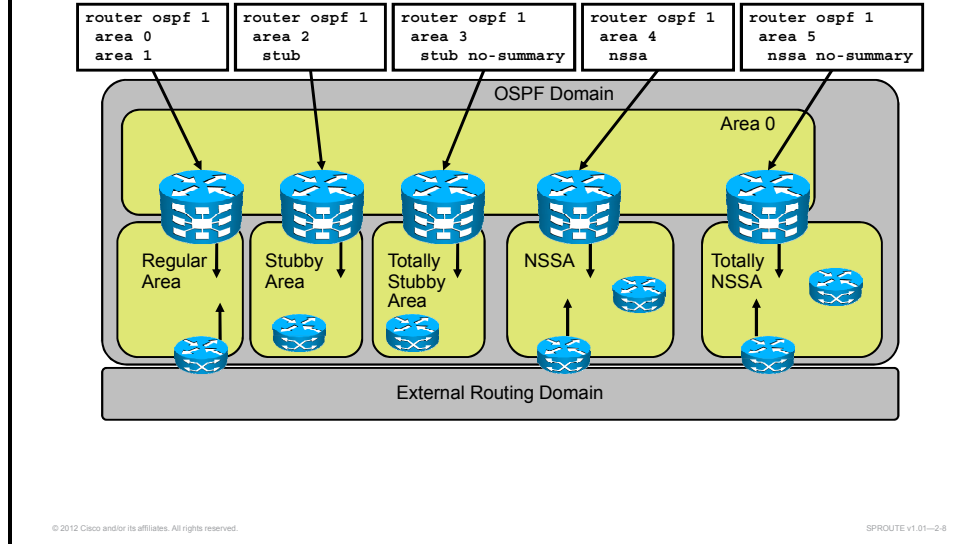 router ospf 1
area 0
area 1
router ospf 1
area 2
stub
router ospf 1
area 3
stub no-summary
router ospf 1
area 4
nssa
router ospf 1
area 5
nssa no-summary
OSPF Domain
Area 0
Regular
Area
Stubby
Area
Totally
Stubby
Area
NSSA
Totally
NSSA
External Routing Domain
© 2012 Cisco and/or its affiliates. All rights reserved.
SPROUTE v1.01—2-8